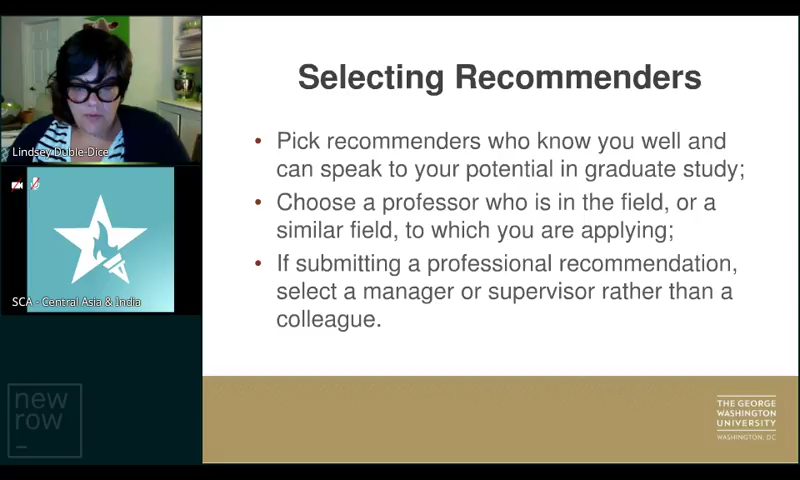 Lindsey Duble-Dice
SCA - Central Asia & India
new
row
Selecting Recommenders
• Pick recommenders who know you well and
can speak to your potential in graduate study;
• Choose a professor who is in the field, or a
similar field, to which you are applying;
• If submitting a professional recommendation,
select a manager or supervisor rather than a
colleague.
THE GEORGE
WASHINGTON
UNIVERSITY
WASHINGTON, DC